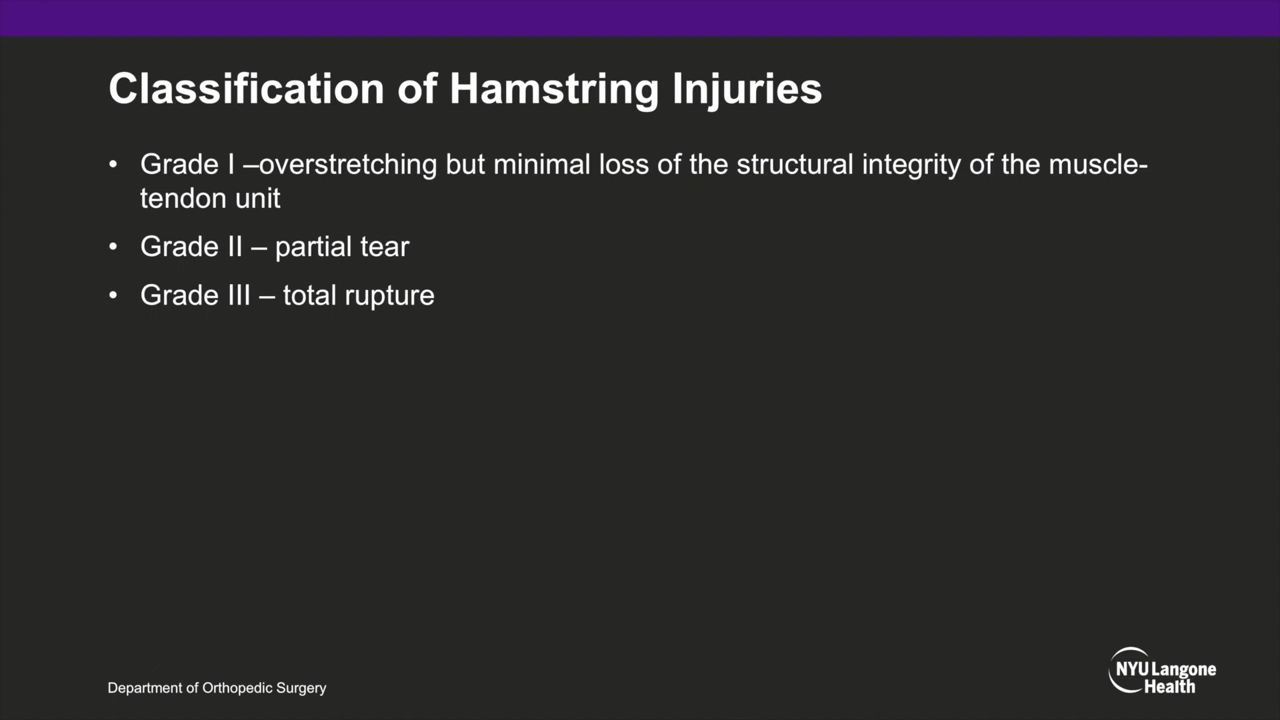 Classification of Hamstring Injuries
• Grade I –overstretching but minimal loss of the structural integrity of the muscle-
tendon unit
• Grade II – partial tear
• Grade III – total rupture
Department of Orthopedic Surgery
NYU Langone
Health